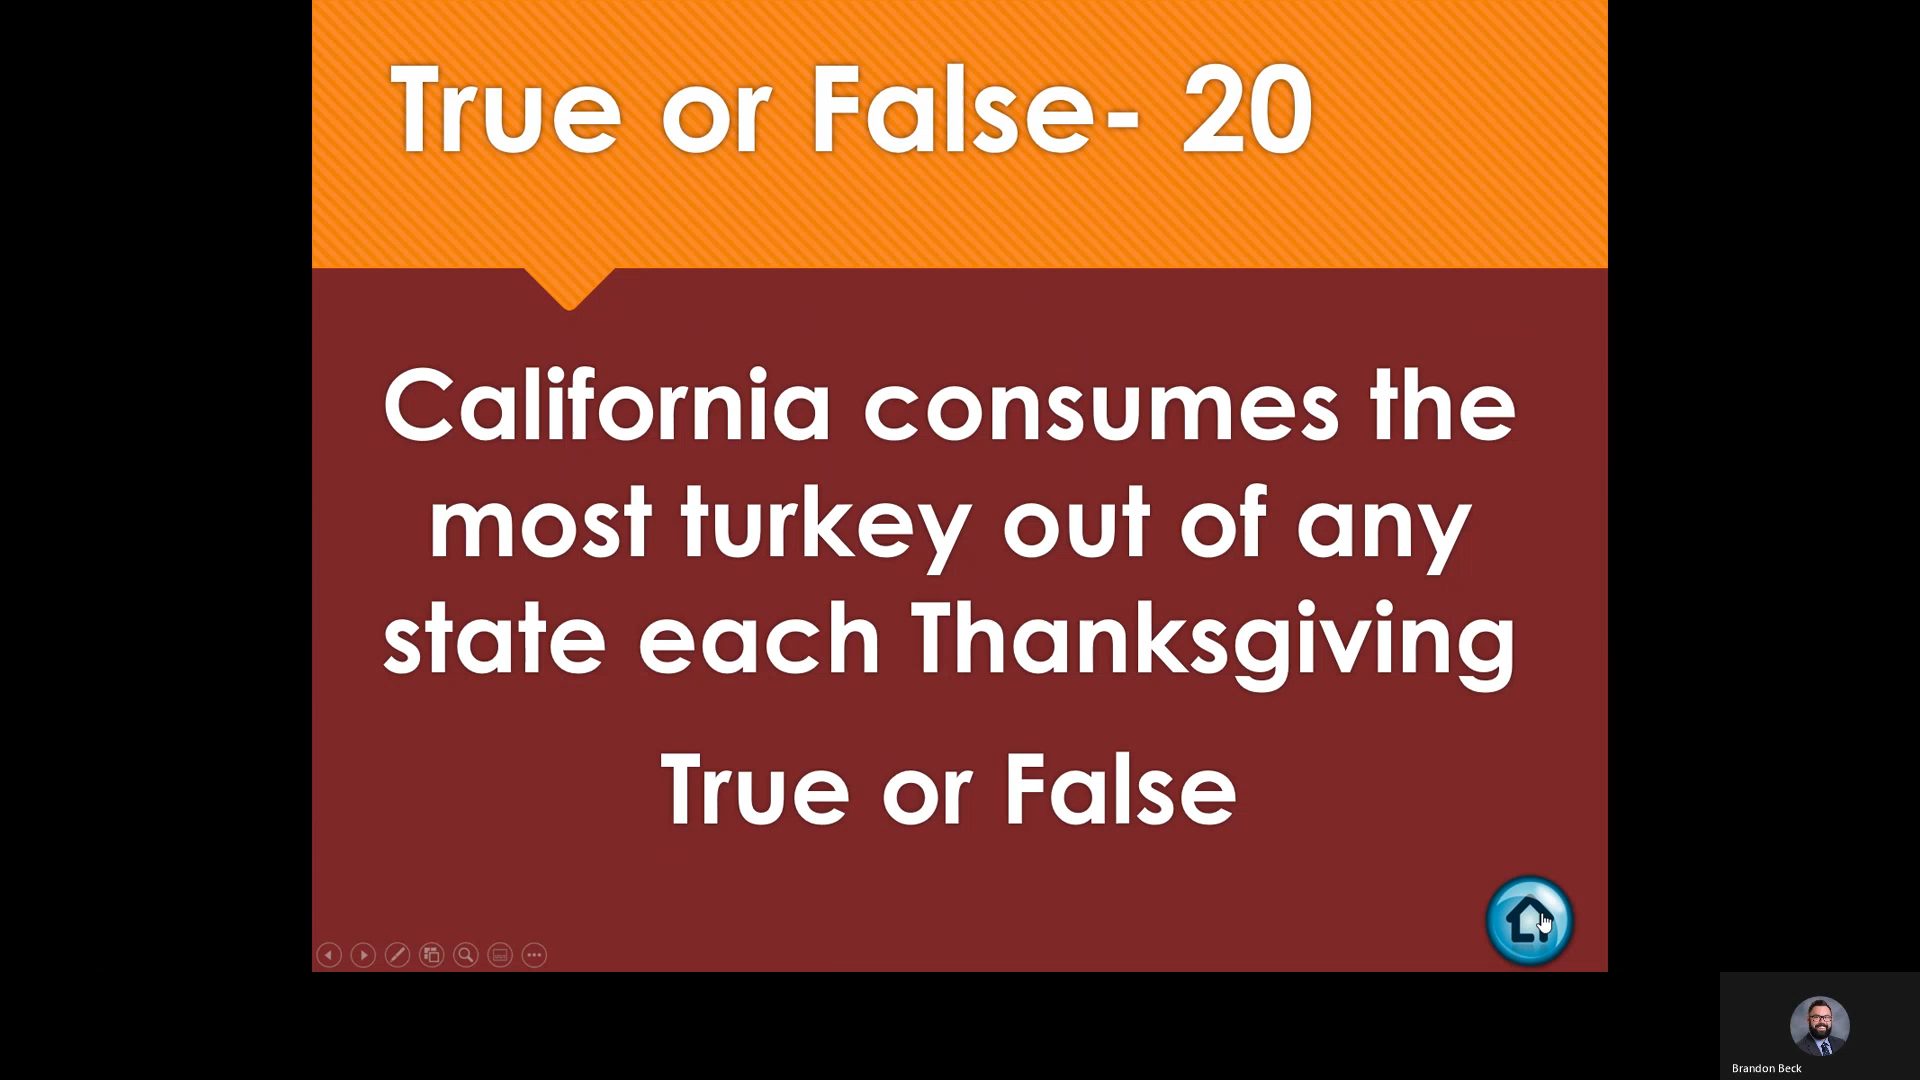 True or False- 20
California consumes the
most turkey out of any
state each Thanksgiving
True or False
Brandon Beck